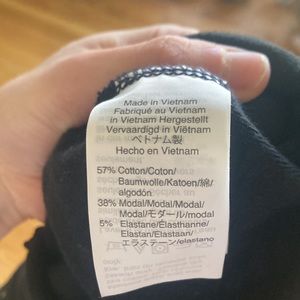 Made in Vietnam
Fabriqué au Vietnam
in Vietnam Hergestellt
Vervaardigd in Viëtnam
ベトナム製
Hecho en Vietnam
57% Cotton/Coton/
Baumwolle/Katoen/綿/
algodón
38% Modal/Modal/Modal/
Modal/モダール/modal
5% Elastane/Élasthanne/
Elastan/Elastaan/
エラステーン/elastano